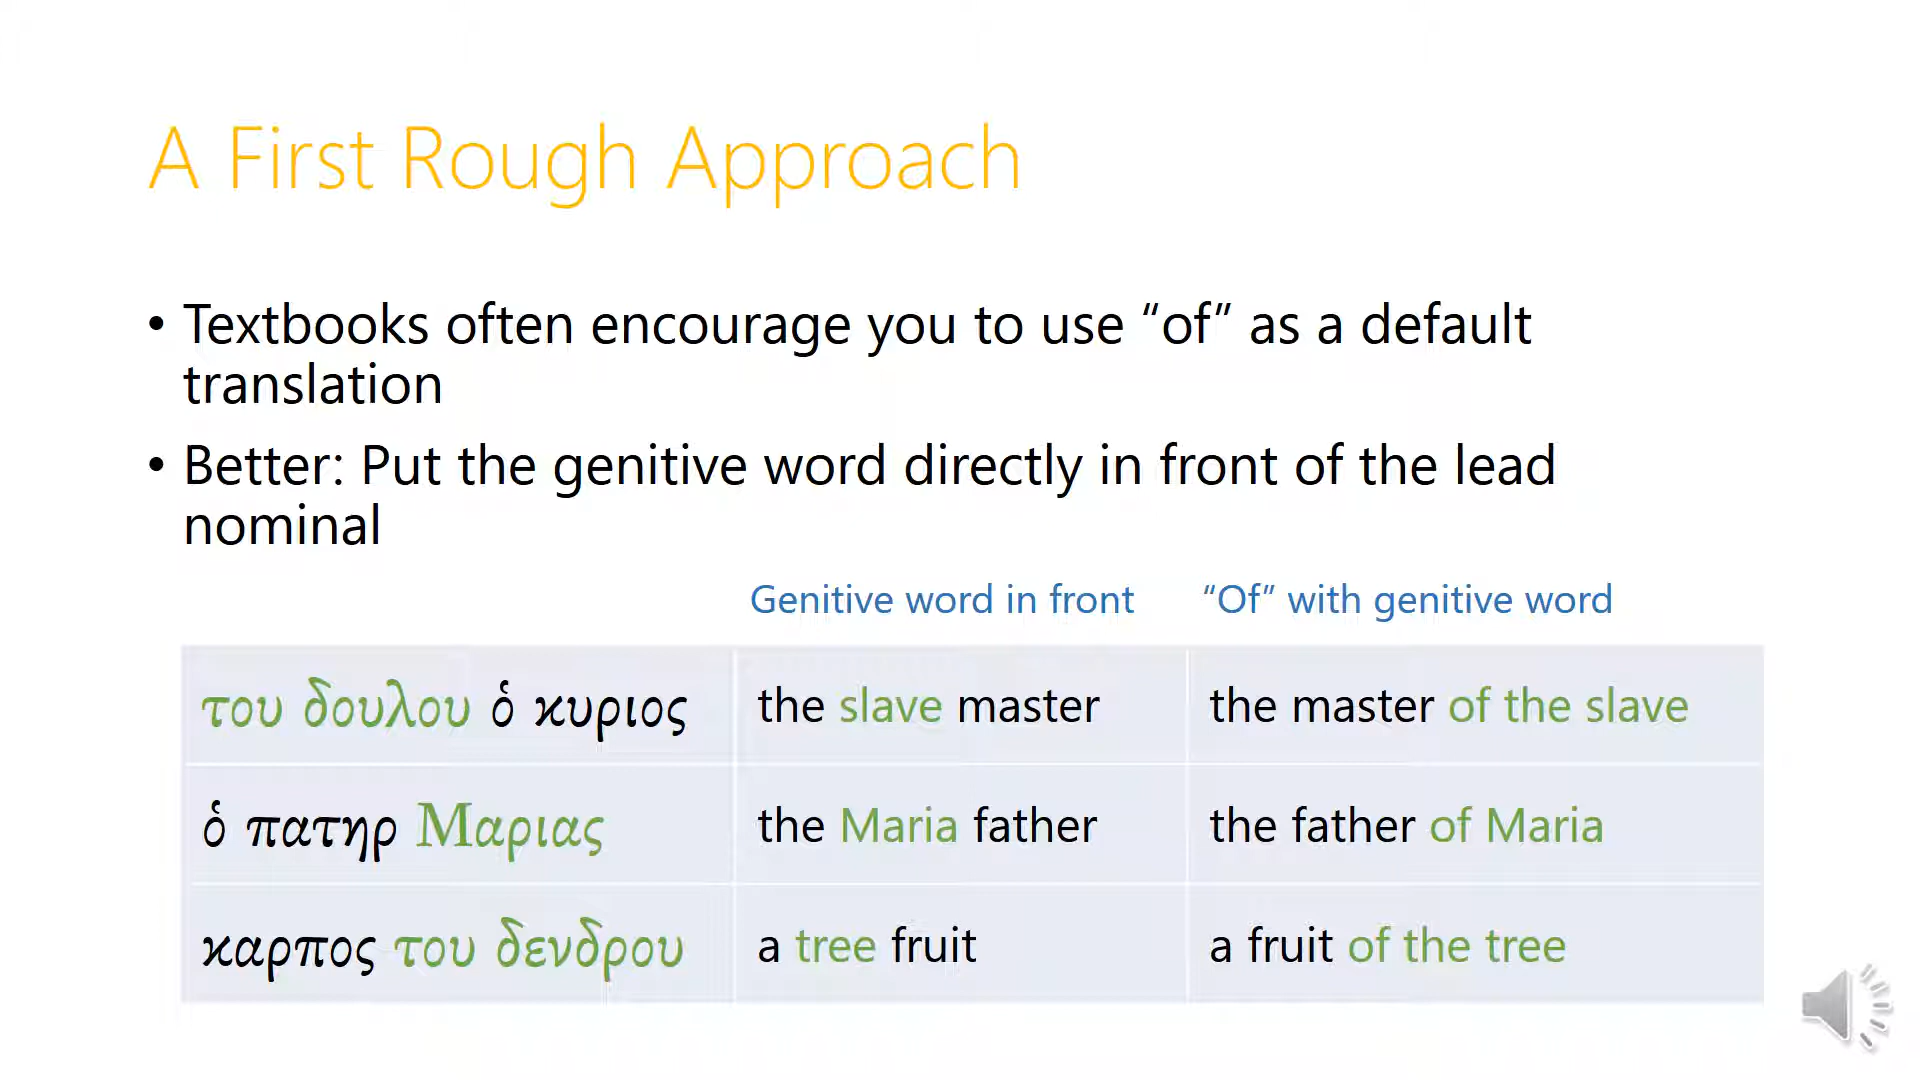 A First Rough Approach
• Textbooks often encourage you to use “of” as a default
translation
• Better: Put the genitive word directly in front of the lead
nominal
Genitive word in front “Of” with genitive word
του δουλου ὁ κυριος the slave master the master of the slave
ὁ πατηρ Μαριας the Maria father the father of Maria
καρπος του δενδρου a tree fruit a fruit of the tree